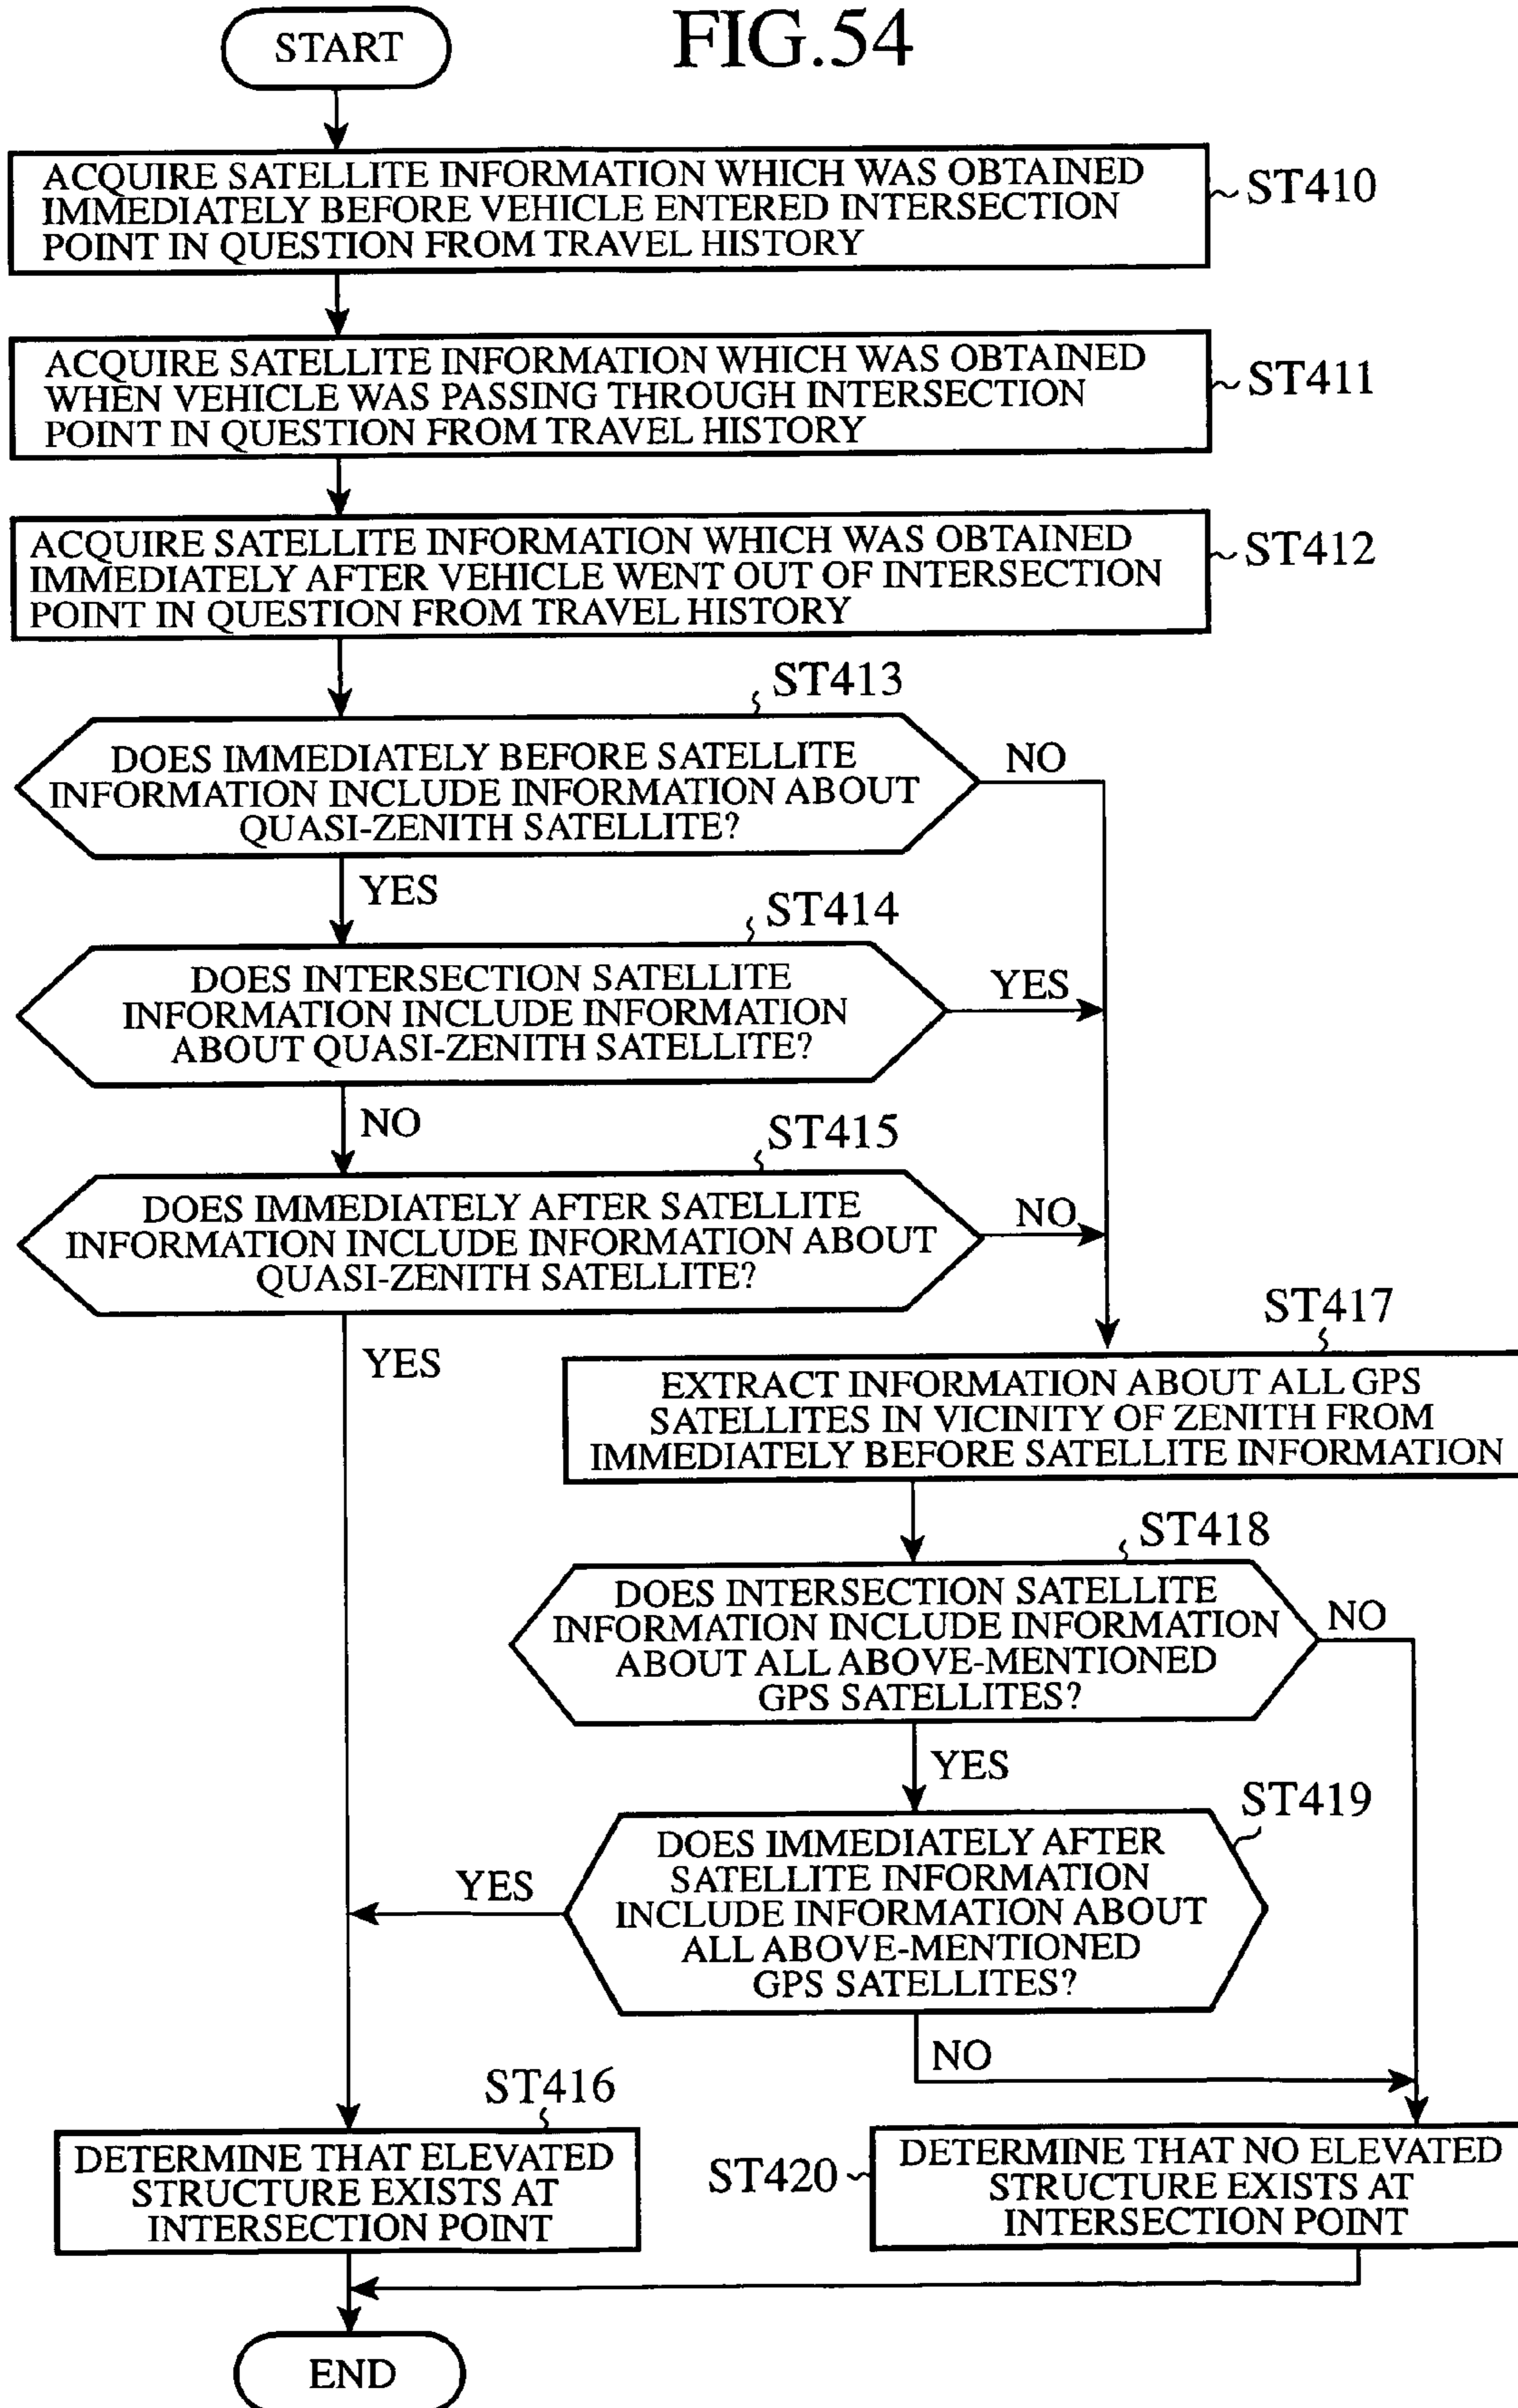 FIG.54
START
ACQUIRE SATELLITE INFORMATION WHICH WAS OBTAINED
IMMEDIATELY BEFORE VEHICLE ENTERED INTERSECTION
POINT IN QUESTION FROM TRAVEL HISTORY
ST410
ACQUIRE SATELLITE INFORMATION WHICH WAS OBTAINED
WHEN VEHICLE WAS PASSING THROUGH INTERSECTION
POINT IN QUESTION FROM TRAVEL HISTORY
ST411
ACQUIRE SATELLITE INFORMATION WHICH WAS OBTAINED
IMMEDIATELY AFTER VEHICLE WENT OUT OF INTERSECTION
POINT IN QUESTION FROM TRAVEL HISTORY
ST412
ST413
DOES IMMEDIATELY BEFORE SATELLITE
INFORMATION INCLUDE INFORMATION ABOUT
QUASI-ZENITH SATELLITE?
NO
YES
ST414
DOES INTERSECTION SATELLITE
INFORMATION INCLUDE INFORMATION
ABOUT QUASI-ZENITH SATELLITE?
YES
NO
ST415
DOES IMMEDIATELY AFTER SATELLITE
INFORMATION INCLUDE INFORMATION ABOUT
QUASI-ZENITH SATELLITE?
NO
YES
ST417
EXTRACT INFORMATION ABOUT ALL GPS
SATELLITES IN VICINITY OF ZENITH FROM
IMMEDIATELY BEFORE SATELLITE INFORMATION
ST418
DOES INTERSECTION SATELLITE
INFORMATION INCLUDE INFORMATION
ABOUT ALL ABOVE-MENTIONED
GPS SATELLITES?
NO
YES
ST419
DOES IMMEDIATELY AFTER
SATELLITE INFORMATION
INCLUDE INFORMATION ABOUT
ALL ABOVE-MENTIONED
GPS SATELLITES?
YES
NO
ST416
DETERMINE THAT ELEVATED
STRUCTURE EXISTS AT
INTERSECTION POINT
ST420
DETERMINE THAT NO ELEVATED
STRUCTURE EXISTS AT
INTERSECTION POINT
END